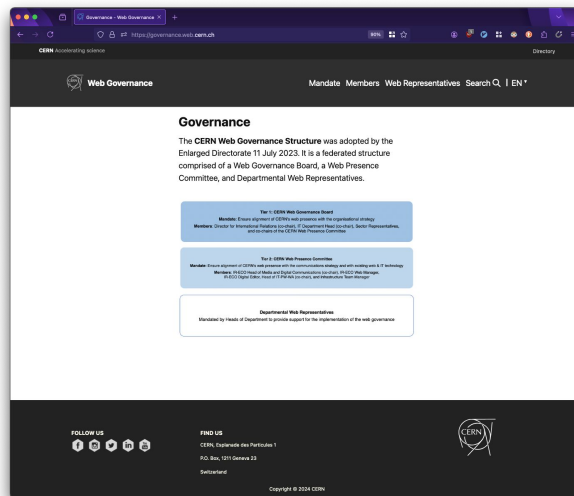 Governance - Web Governance
https://governance.web.cern.ch
80%
CERN Accelerating science
Directory
Web Governance
Mandate Members Web Representatives Search | EN
Governance
The CERN Web Governance Structure was adopted by the
Enlarged Directorate 11 July 2023. It is a federated structure
comprised of a Web Governance Board, a Web Presence
Committee, and Departmental Web Representatives.
Tier 1: CERN Web Governance Board
Mandate: Ensure alignment of CERN's web presence with the organisational strategy
Members: Director for International Relations (co-chair), IT Department Head (co-chair), Sector Representatives,
and co-chairs of the CERN Web Presence Committee
Tier 2: CERN Web Presence Committee
Mandate: Ensure alignment of CERN's web presence with the communications strategy and with existing web & IT technology
Members: IR-ECO Head of Media and Digital Communications (co-chair), IR-ECO Web Manager,
IR-ECO Digital Editor, Head of IT-PW-WA (co-chair), and Infrastructure Team Manager
Departmental Web Representatives
Mandated by Heads of Department to provide support for the implementation of the web governance
FOLLOW US
FIND US
CERN, Esplanade des Particules 1
P.O. Box, 1211 Geneva 23
Switzerland
CERN
Copyright © 2024 CERN